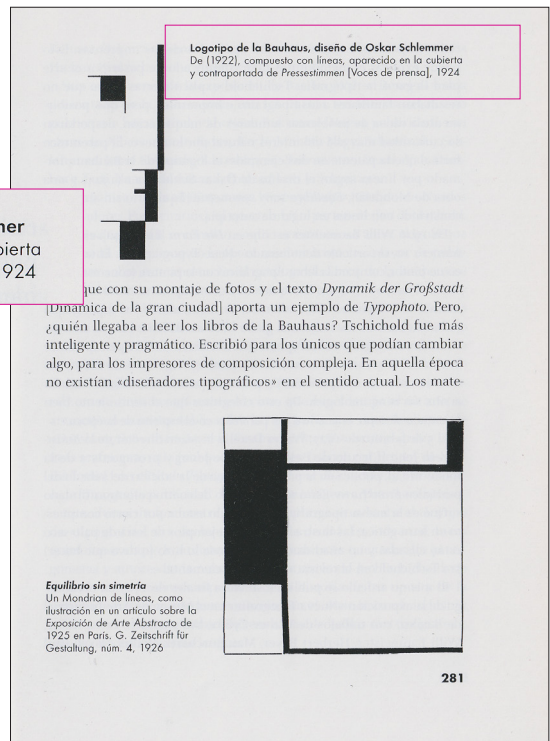 Logotipo de la Bauhaus, diseño de Oskar Schlemmer
De (1922), compuesto con líneas, aparecido en la cubierta
y contraportada de Pressestimmen [Voces de prensa], 1924
ner
bierta
1924
que con su montaje de fotos y el texto Dynamik der Großstadt
[Dinámica de la gran ciudad] aporta un ejemplo de Typophoto. Pero,
¿quién llegaba a leer los libros de la Bauhaus? Tschichold fue más
inteligente y pragmático. Escribió para los únicos que podían cambiar
algo, para los impresores de composición compleja. En aquella época
no existían «diseñadores tipográficos» en el sentido actual. Los mate-
Equilibrio sin simetría
Un Mondrian de líneas, como
ilustración en un artículo sobre la
Exposición de Arte Abstracto de
1925 en París. G. Zeitschrift für
Gestaltung, núm. 4, 1926
281